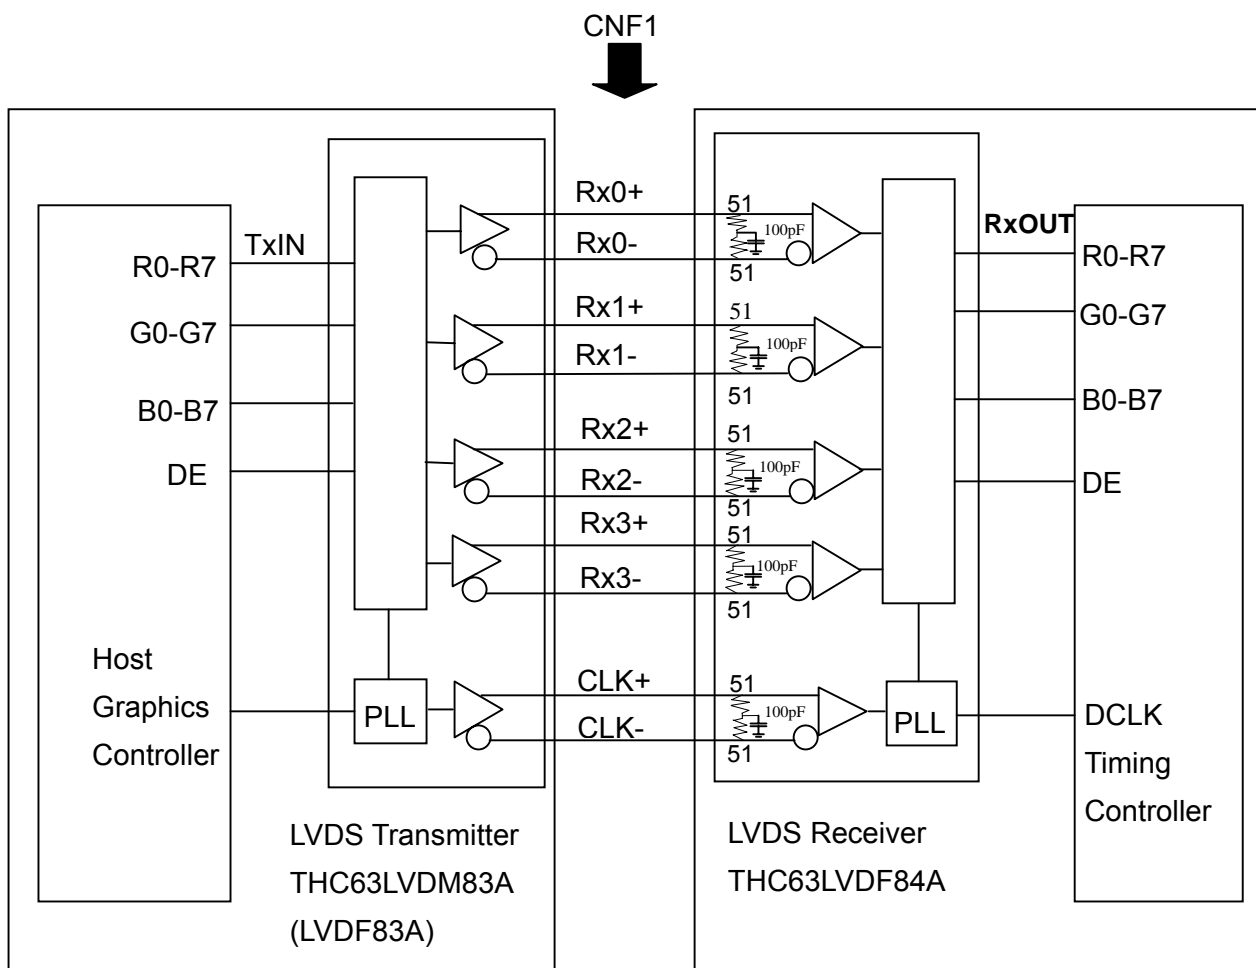 CNF1
TxIN
R0-R7
G0-G7
B0-B7
DE
Host
Graphics
Controller
PLL
LVDS Transmitter
THC63LVDM83A
(LVDF83A)
Rx0+
Rx0-
Rx1+
Rx1-
Rx2+
Rx2-
Rx3+
Rx3-
CLK+
CLK-
51
100pF
51
51
100pF
51
51
100pF
51
51
100pF
51
51
100pF
51
PLL
LVDS Receiver
THC63LVDF84A
RxOUT
R0-R7
G0-G7
B0-B7
DE
DCLK
Timing
Controller